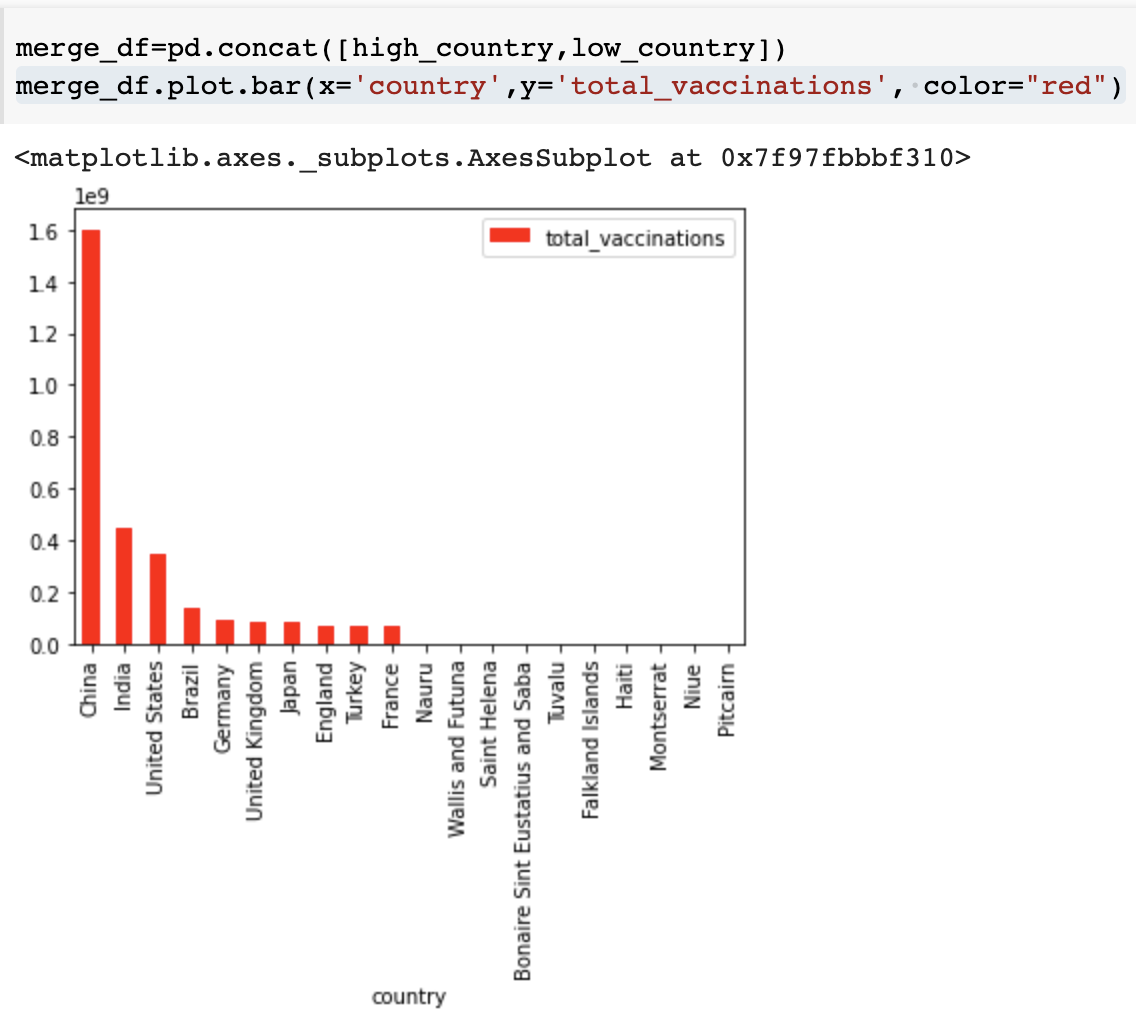 merge_df=pd.concat([high_country,low_country])
merge_df.plot.bar(x='country',y='total_vaccinations', color="red")
<matplotlib.axes._subplots.AxesSubplot at 0x7f97fbbbf310>
1e9
total_vaccinations
1.6
1.4
1.2
1.0
0.8
0.6
0.4
0.2
0.0
China
India
United States
Brazil
Germany
United Kingdom
Japan
England
Turkey
France
Nauru
Wallis and Futuna
Saint Helena
Bonaire Sint Eustatius and Saba
Tuvalu
Falkland Islands
Haiti
Montserrat
Niue
Pitcairn
country